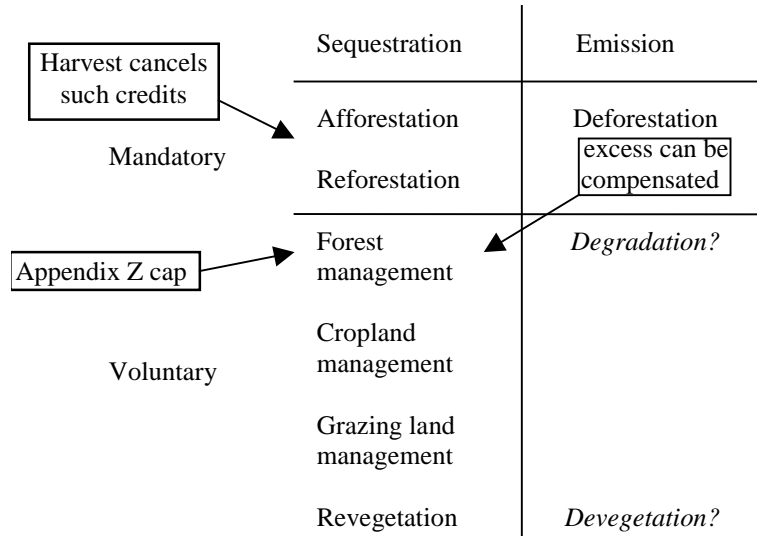 Sequestration
Emission
Harvest cancels
such credits
Afforestation
Deforestation
Mandatory
excess can be
compensated
Reforestation
Forest
management
Degradation?
Appendix Z cap
Cropland
management
Voluntary
Grazing land
management
Revegetation
Devegetation?